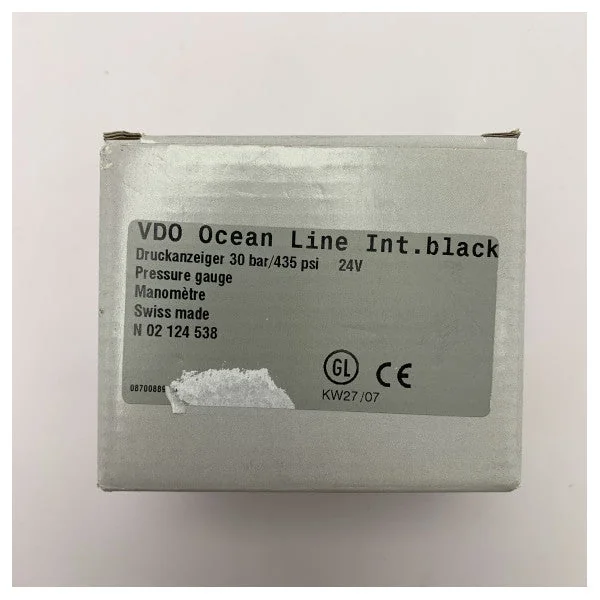 VDO Ocean Line Int.black
Druckanzeiger 30 bar/435 psi 24V
Pressure gauge
Manomètre
Swiss made
N 02 124 538
GL CE
KW27/07